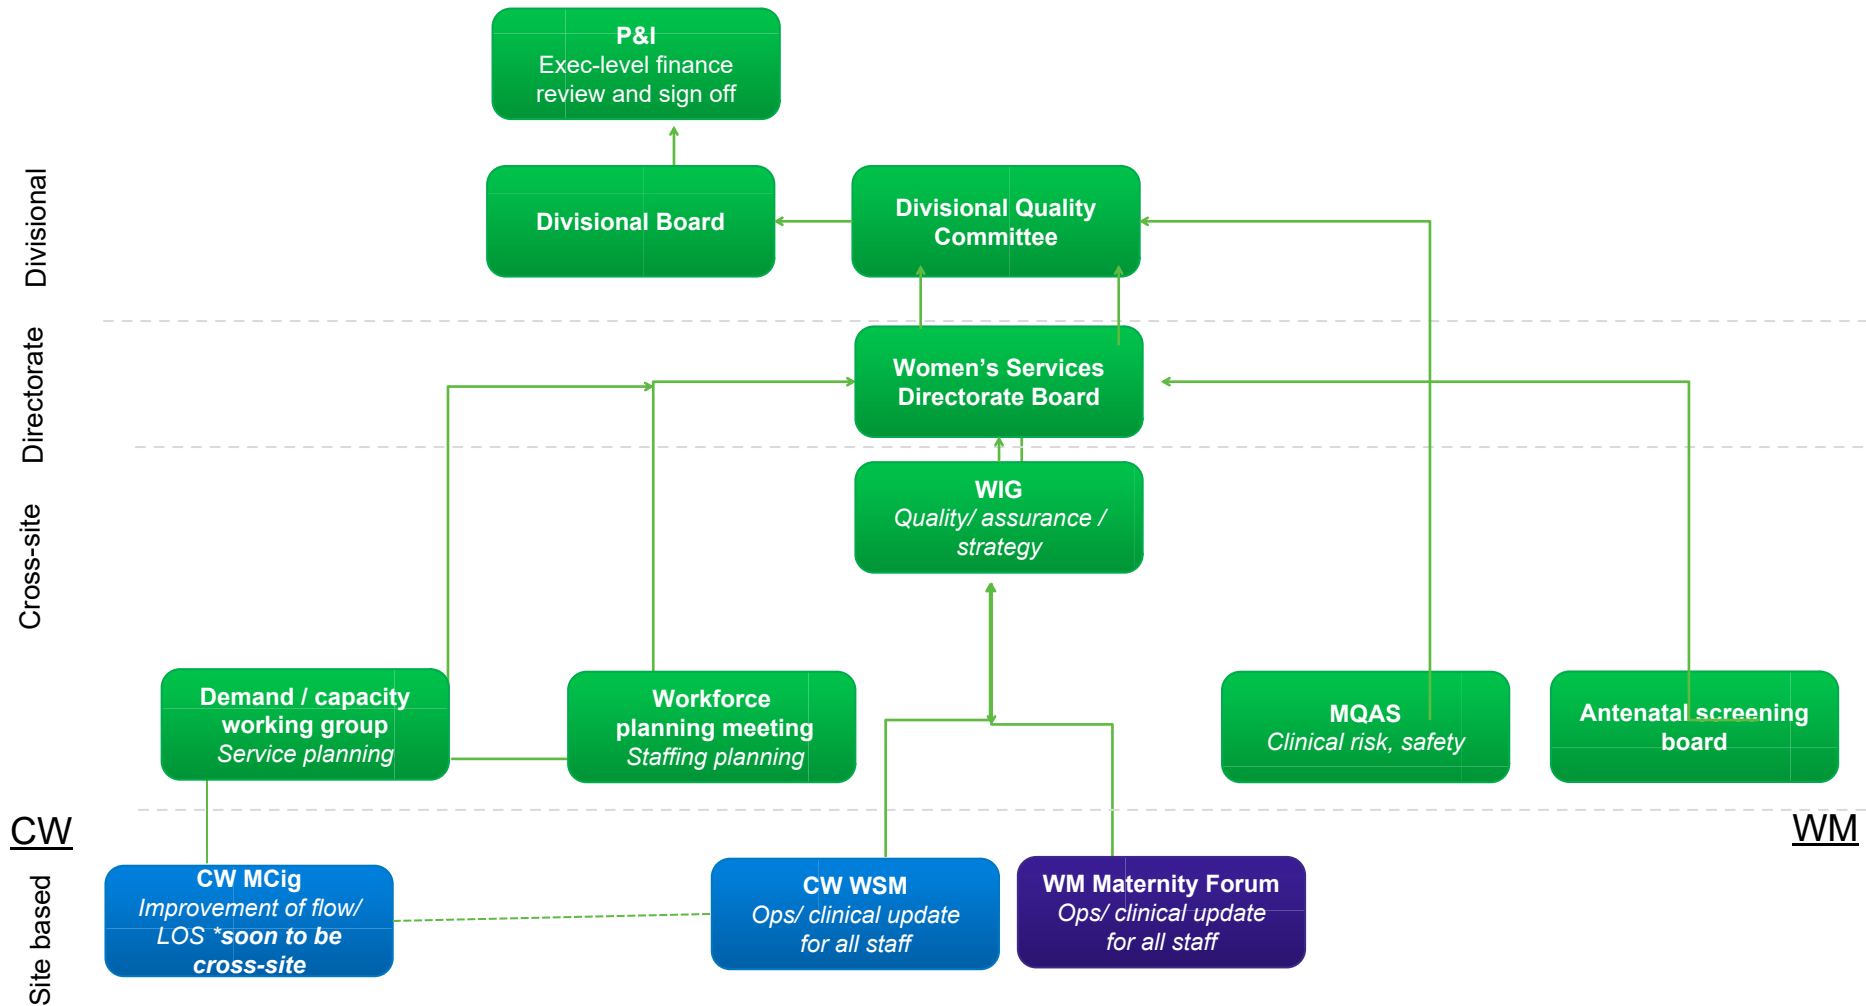 P&I
Exec-level finance
review and sign off
Divisional
Divisional Board
Divisional Quality
Committee
Directorate
Women’s Services
Directorate Board
Cross-site
WIG
Quality/ assurance /
strategy
Demand / capacity
working group
Service planning
Workforce
planning meeting
Staffing planning
MQAS
Clinical risk, safety
Antenatal screening
board
CW
WM
Site based
CW MCig
Improvement of flow/
LOS *soon to be
cross-site
CW WSM
Ops/ clinical update
for all staff
WM Maternity Forum
Ops/ clinical update
for all staff